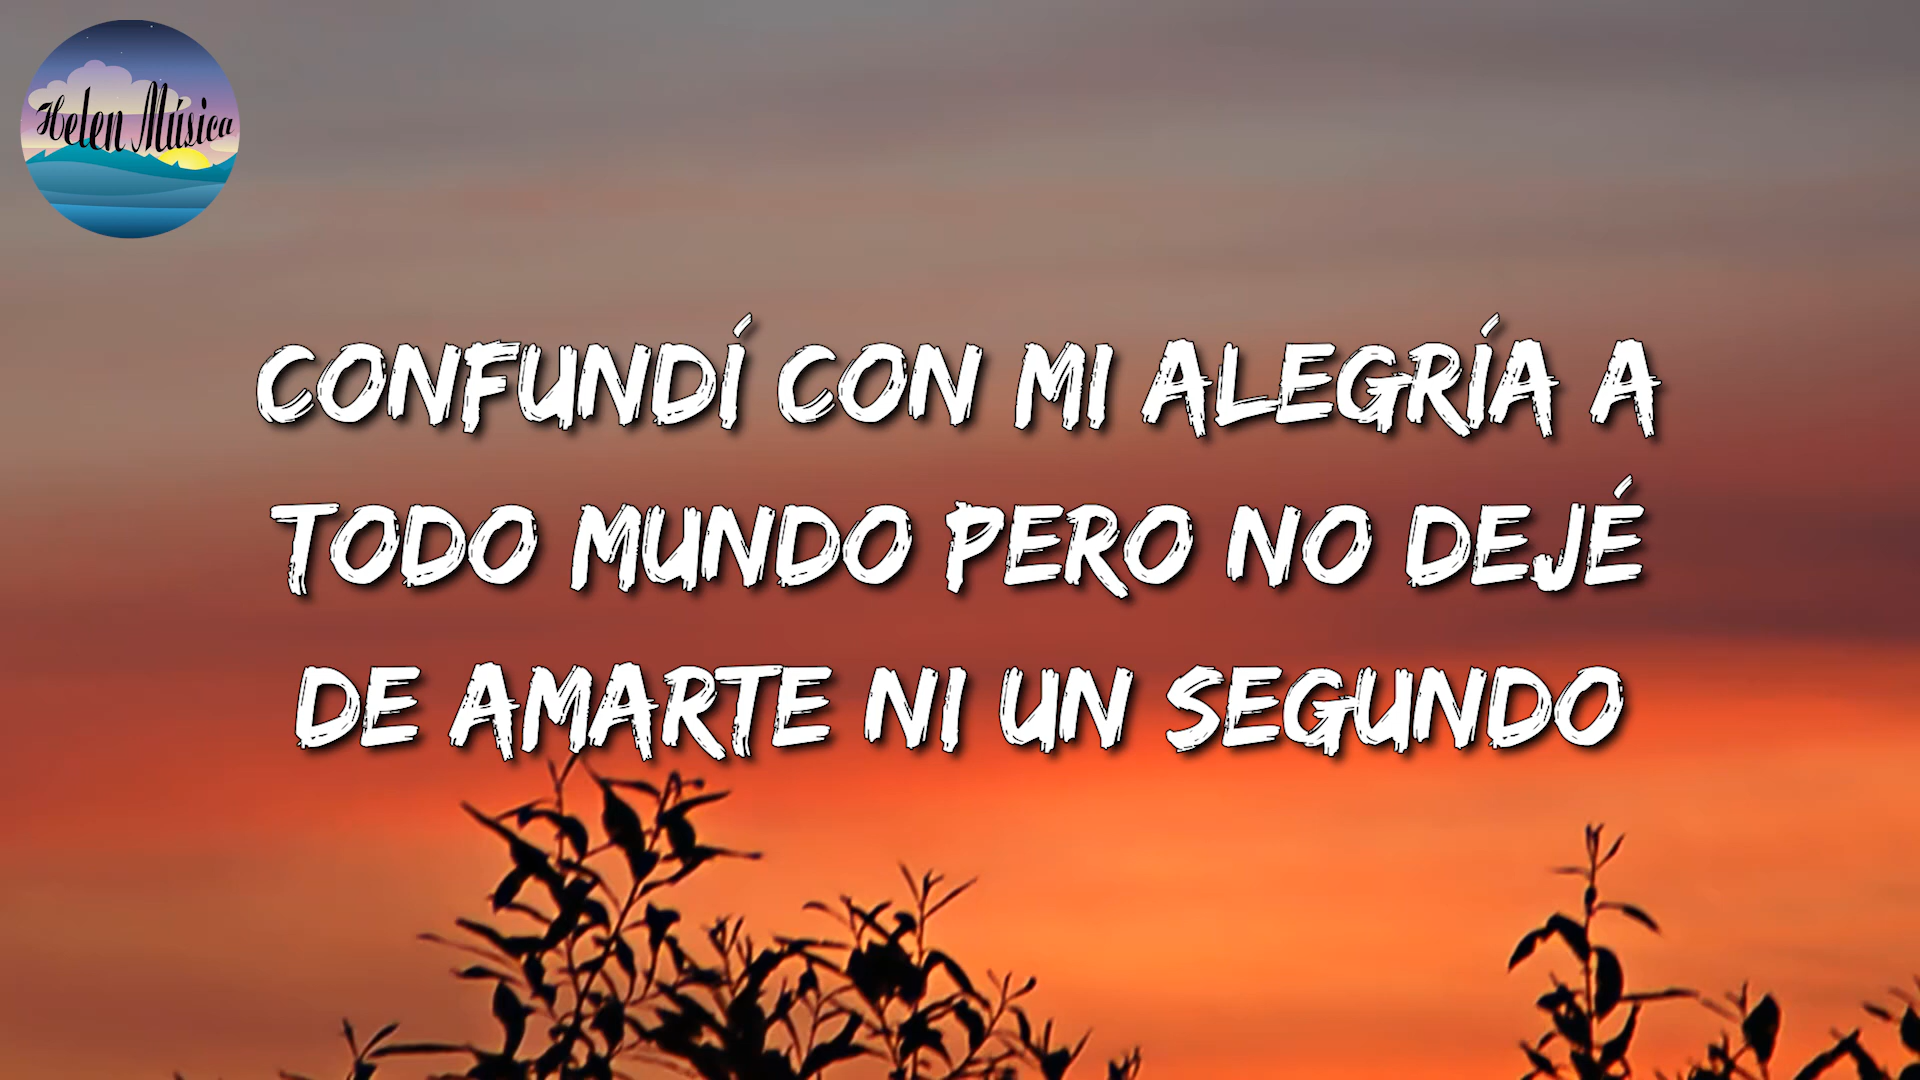 Helen Música
CONFUNDÍ CON MI ALEGRÍA A
TODO MUNDO PERO NO DEJÉ
DE AMARTE NI UN SEGUNDO